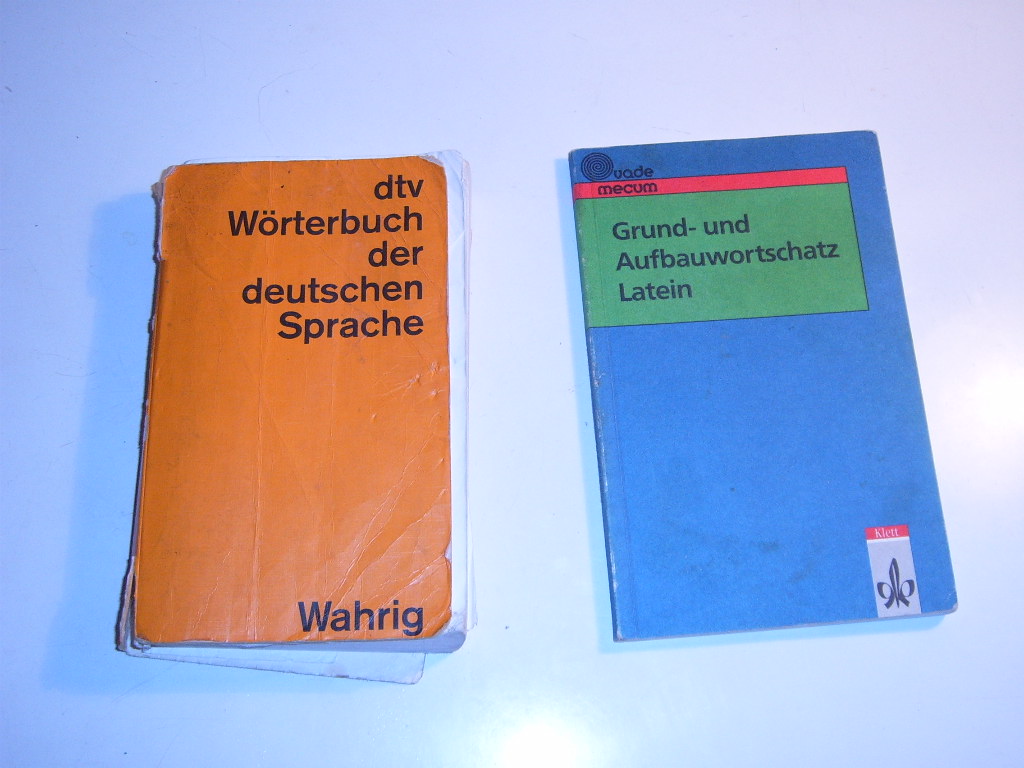 dtv
Wörterbuch
der
deutschen
Sprache
Wahrig
vade
mecum
Grund- und
Aufbauwortschatz
Latein
Klett